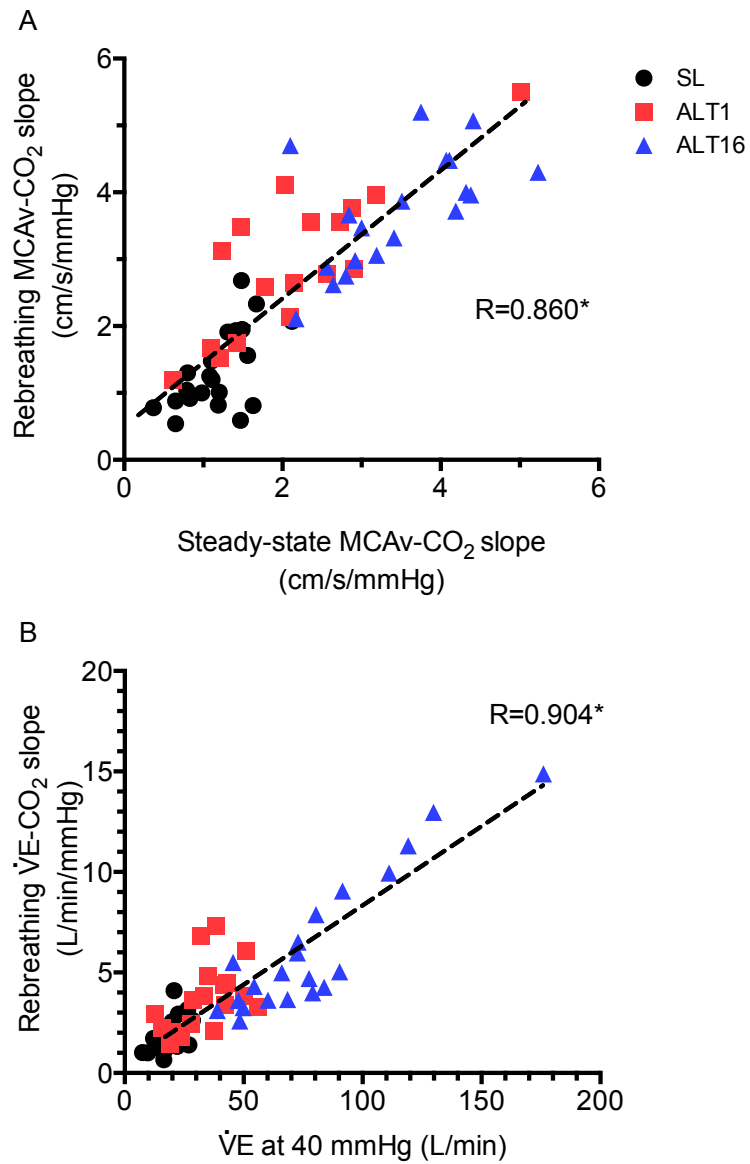 A
6
4
2
0
Rebreathing MCAv-CO₂ slope
(cm/s/mmHg)
SL
ALT1
ALT16
R=0.860*
0 2 4 6
Steady-state MCAv-CO₂ slope
(cm/s/mmHg)
B
20
15
10
5
0
Rebreathing V̇E-CO₂ slope
(L/min/mmHg)
R=0.904*
0 50 100 150 200
V̇E at 40 mmHg (L/min)